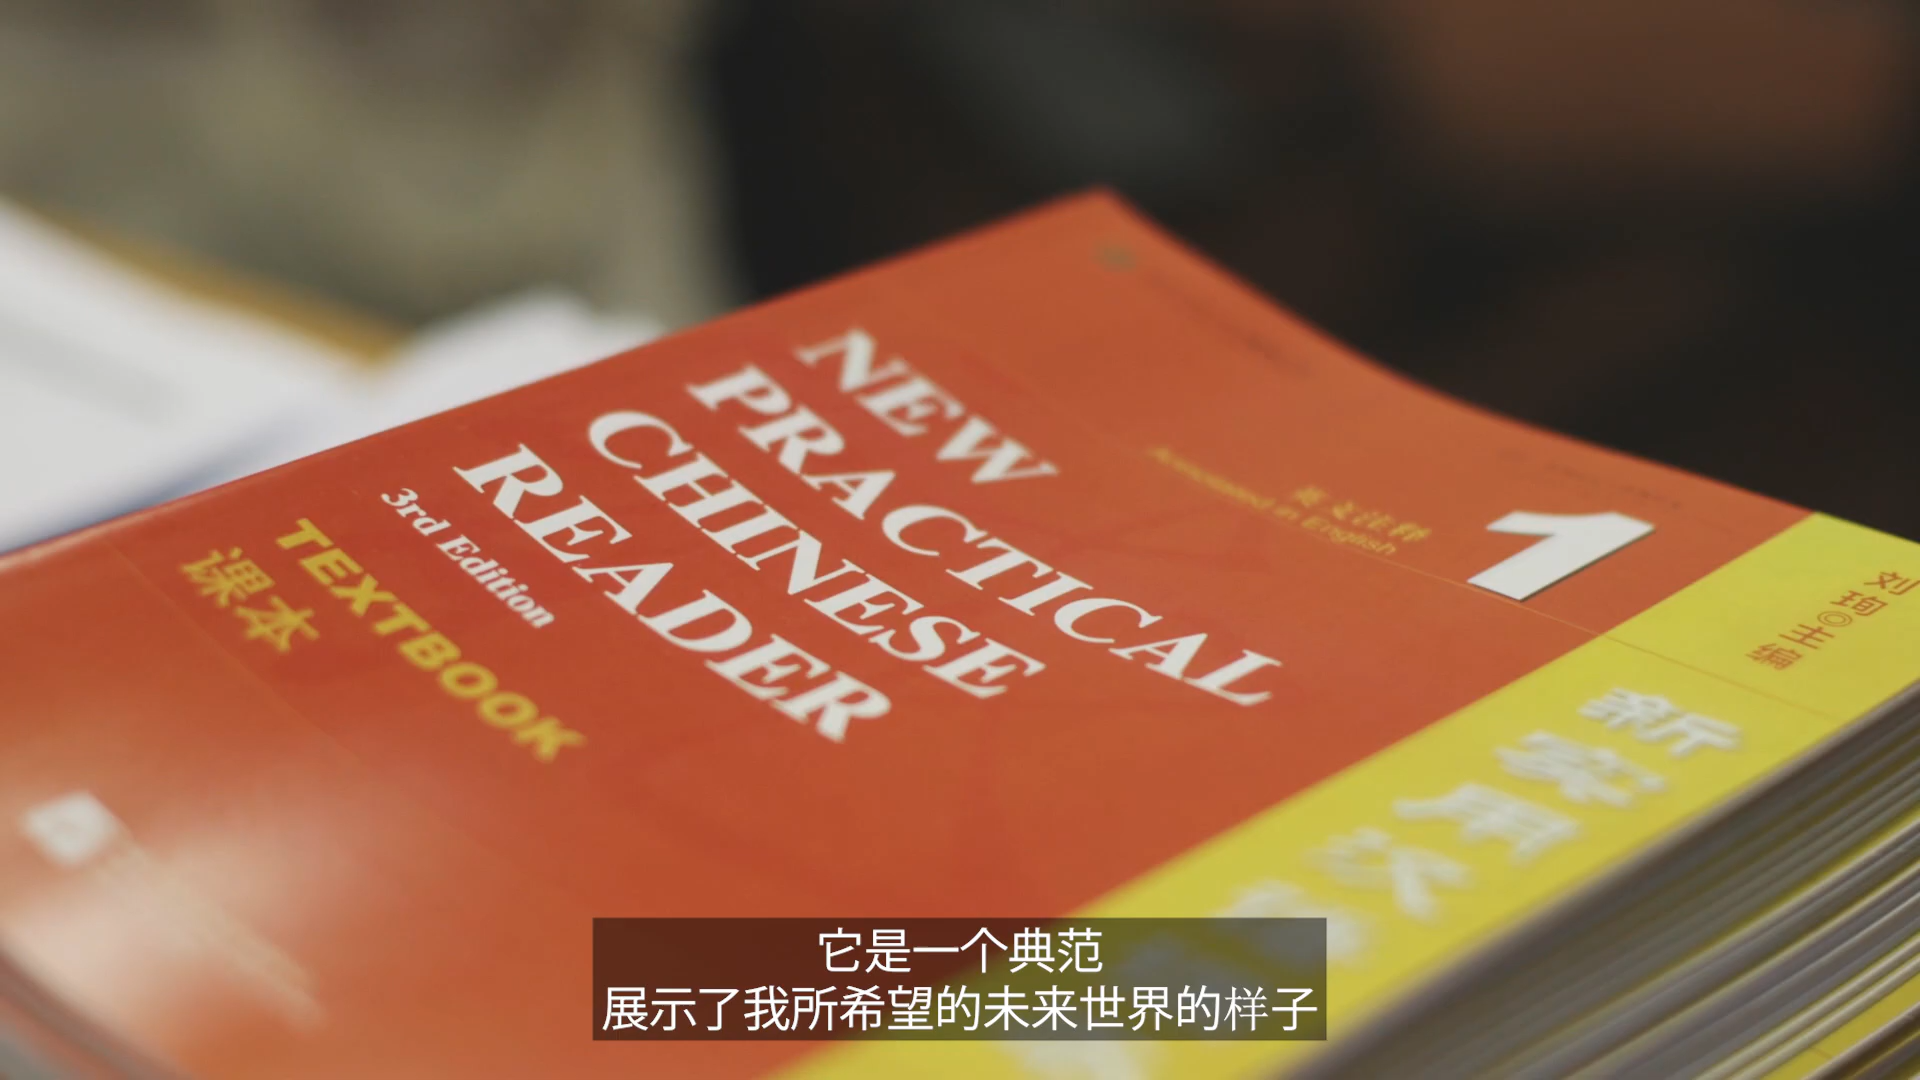 NEW
PRACTICAL
CHINESE
READER
3rd Edition
TEXTBOOK
课本
英文注释
Annotated in English
1
刘珣◎主编
新实用汉
它是一个典范
展示了我所希望的未来世界的样子